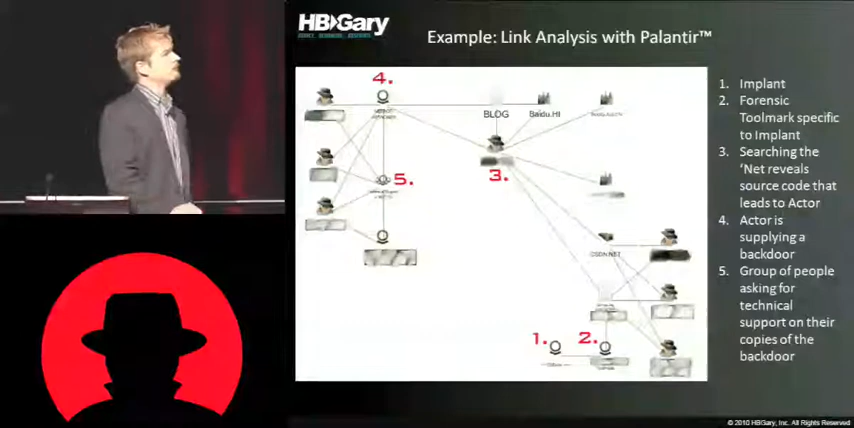 HBGary
Example: Link Analysis with Palantir™
4.
BLOG
Baidu.HI
3.
5.
CSDN.NET
1.
2.
1. Implant
2. Forensic
Toolmark specific
to Implant
3. Searching the
'Net reveals
source code that
leads to Actor
4. Actor is
supplying a
backdoor
5. Group of people
asking for
technical
support on their
copies of the
backdoor
© 2010 HBGary, Inc. All Rights Reserved